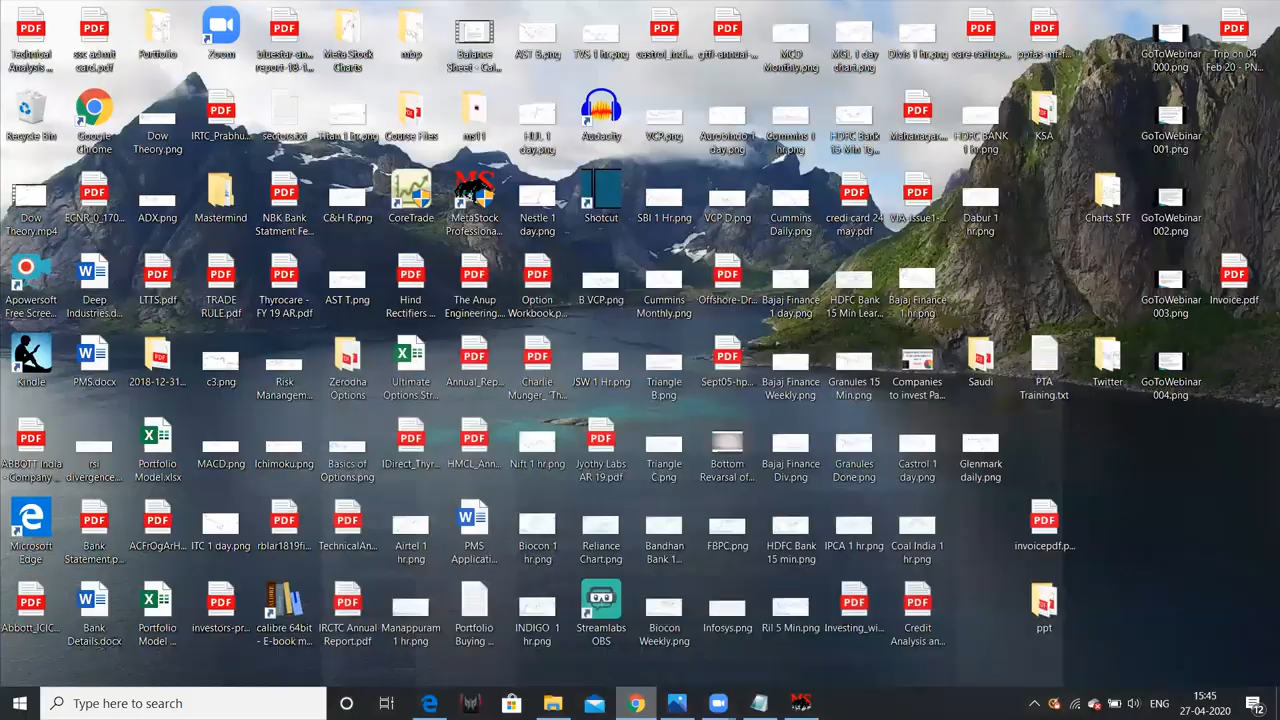 Technical
Analysis ...
ssc admit
card.pdf
Portfolio
Zoom
bluestar an...
report-18-1...
Meta Stock
Charts
mbp
Balance
Sheet - Cal...
AST B.png
TVS 1 hr.png
castrol_ind...
gtff-annual-...
MCD
Monthly.png
MGL 1 day
chart.png
Divis 1 hr.png
care-ratings...
ppfas-mf-f...
GoToWebinar
000.png
Trip on 04
Feb 20 - PN...
Recycle Bin
Google
Chrome
Dow
Theory.png
IRTC_Prabhu...
sectors.txt
Titan 1 hr.png
Course Files
ms11
HUL 1
day.png
Audacity
VCP.png
Aurobindo 1
day.png
Cummins 1
hr.png
HDFC Bank
Mahanagar...
HDFC BANK
1 hr.png
KSA
GoToWebinar
001.png
Dow
Theory.mp4
ECNR_0_170...
ADX.png
Mastermind
NBK Bank
Statment Fe...
C&H R.png
CoreTrade
MetaStock
Professiona...
Nestle 1
day.png
Shotcut
SBI 1 Hr.png
VCP D.png
Cummins
Daily.png
credi card 24
may.pdf
VIA_Issue1-...
Dabur 1
hr.png
Charts STF
GoToWebinar
002.png
Apowersoft
Free Scree...
Deep
Industries.d...
LTTS.pdf
TRADE
RULE.pdf
Thyrocare -
FY 19 AR.pdf
AST T.png
Hind
Rectifiers ...
The Anup
Engineering...
Option
Workbook.p...
B VCP.png
Cummins
Monthly.png
Offshore-Dr...
Bajaj Finance
1 day.png
HDFC Bank
15 Min Lear...
Bajaj Finance
1 hr.png
GoToWebinar
003.png
Invoice.pdf
Kindle
PMS.docx
2018-12-31...
c3.png
Risk
Manangem...
Zerodha
Options
Ultimate
Options Str...
Annual_Rep...
Charlie
Munger_ 'Th...
JSW 1 Hr.png
Triangle
B.png
Sept05-hp...
Bajaj Finance
Weekly.png
Granules 15
Min.png
Companies
to invest Pa...
Saudi
PTA
Training.txt
Twitter
GoToWebinar
004.png
ABBOTT India
- Company ...
rsi
divergence...
Portfolio
Model.xlsx
MACD.png
Ichimoku.png
Basics of
Options.png
IDirect_Thyr...
HMCL_Ann...
Nift 1 hr.png
Jyothy Labs
AR 19.pdf
Triangle
C.png
Bottom
Revarsal of...
Bajaj Finance
Div.png
Granules
Done.png
Castrol 1
day.png
Glenmark
daily.png
Microsoft
Edge
Bank
Statement.p...
ACFrOgArH...
ITC 1 day.png
rblar1819fi...
TechnicalAn...
Airtel 1
hr.png
PMS
Applicati...
Biocon 1
hr.png
Reliance
Chart.png
Bandhan
Bank 1...
FBPC.png
HDFC Bank
15 min.png
IPCA 1 hr.png
Coal India 1
hr.png
invoicepdf.p...
Abbott_ICIC...
Bank
Details.docx
Portfolio
Model ...
investors-pr...
calibre 64bit
- E-book m...
IRCTC Annual
Report.pdf
Manappuram
1 hr.png
Portfolio
Buying ...
INDIGO 1
hr.png
Streamlabs
OBS
Biocon
Weekly.png
Infosys.png
Ril 5 Min.png
Investing_wi...
Credit
Analysis an...
ppt
Type here to search
ENG
15:45
27-04-2020